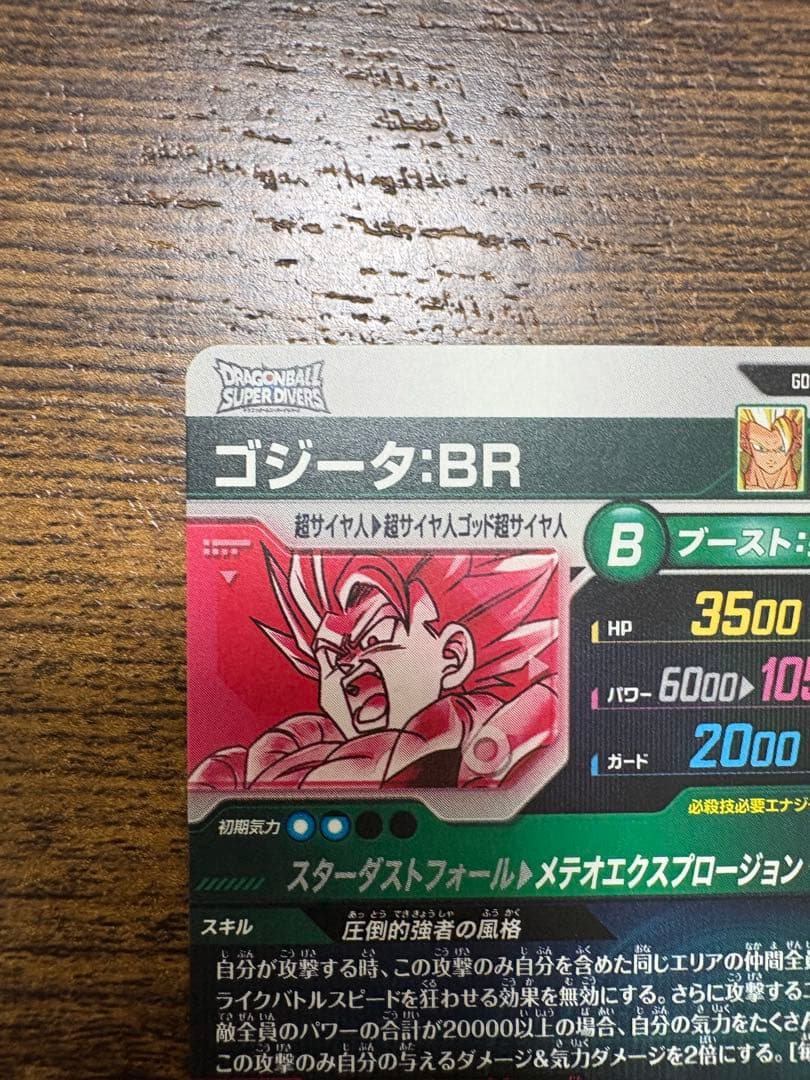 DRAGONBALL
SUPER DIVERS
GO
ゴジータ:BR
超サイヤ人▶超サイヤ人ゴッド超サイヤ人
B ブースト:
HP 3500
パワー 6000▶105
ガード 2000
必殺技必要エナジー
初期気力
スターダストフォール▶メテオエクスプロージョン
スキル 圧倒的強者の風格
自分が攻撃する時、この攻撃のみ自分を含めた同じエリアの仲間全員
ライクバトルスピードを狂わせる効果を無効にする。さらに攻撃する
敵全員のパワーの合計が20000以上の場合、自分の気力をたくさん
この攻撃のみ自分の与えるダメージ&気力ダメージを2倍にする。[毎